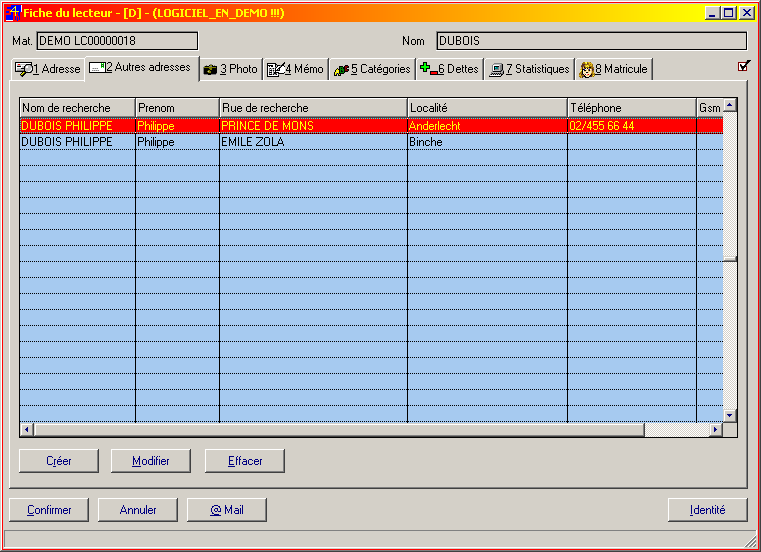 Fiche du lecteur - [D] - (LOGICIEL_EN_DEMO !!!)
Mat. DEMO LC00000018 Nom DUBOIS
1 Adresse 2 Autres adresses 3 Photo 4 Mémo 5 Catégories 6 Dettes 7 Statistiques 8 Matricule
Nom de recherche Prenom Rue de recherche Localité Téléphone Gsm
DUBOIS PHILIPPE Philippe PRINCE DE MONS Anderlecht 02/455 66 44
DUBOIS PHILIPPE Philippe EMILE ZOLA Binche
Créer Modifier Effacer
Confirmer Annuler @ Mail Identité